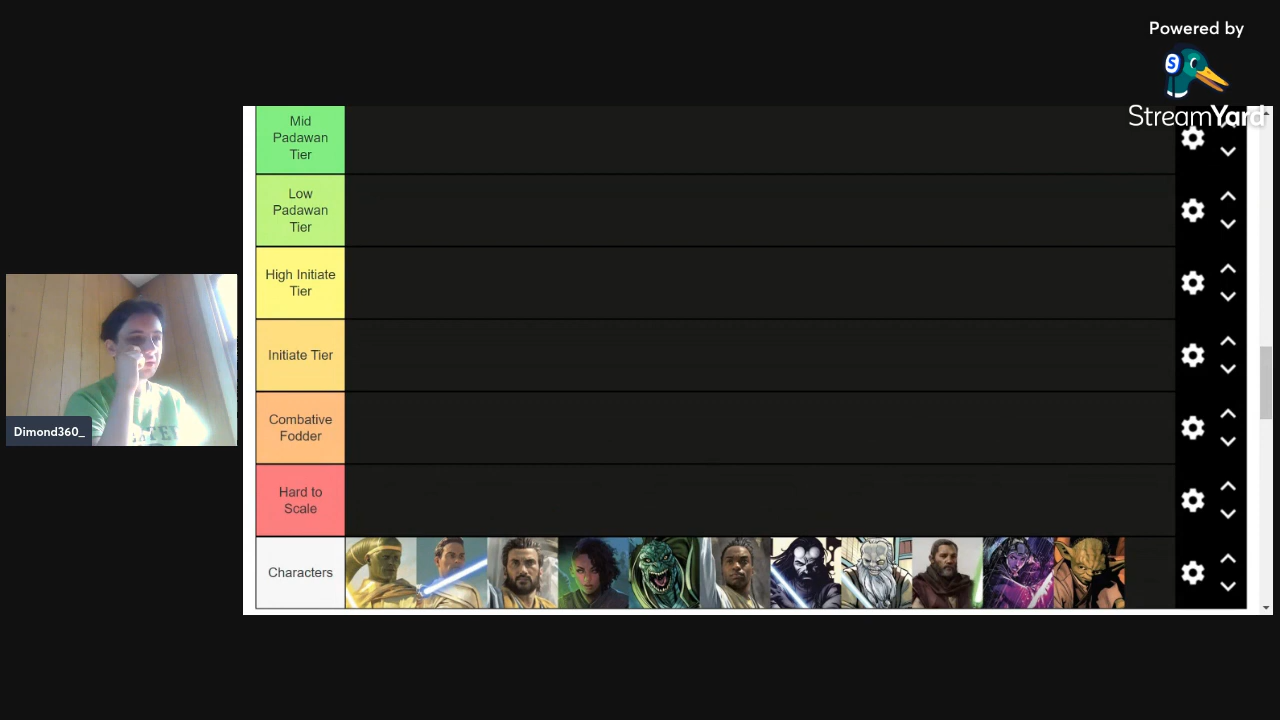 Powered by
StreamYard
Mid
Padawan
Tier
Low
Padawan
Tier
High Initiate
Tier
Initiate Tier
Combative
Fodder
Hard to
Scale
Characters
Dimond360_